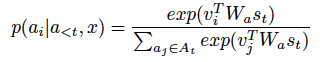 p(a_i|a_{<t}, x) = \frac{exp(v_i^T W_a s_t)}{\sum_{a_j \in A_t} exp(v_j^T W_a s_t)}